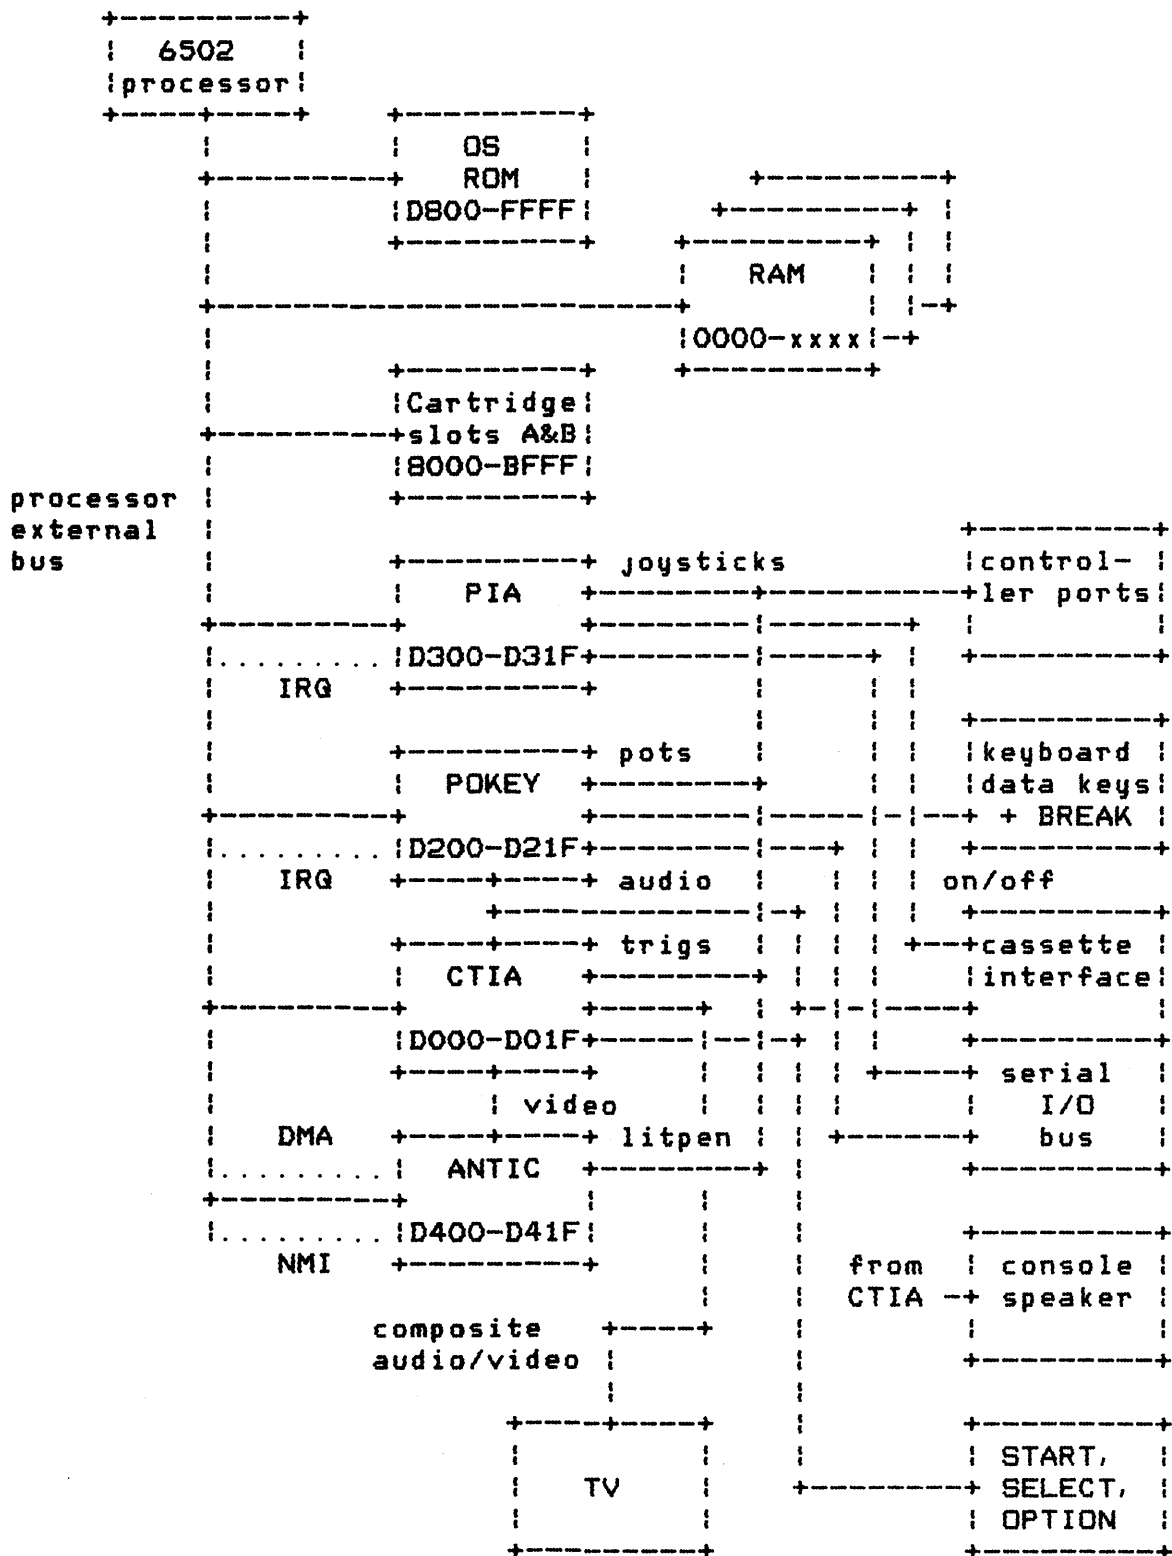 6502
processor
OS
ROM
D800-FFFF
RAM
0000-xxxx
Cartridge
slots A&B
8000-BFFF
processor
external
bus
joysticks
control-
PIA
ler ports
D300-D31F
IRQ
pots
keyboard
POKEY
data keys
+ BREAK
D200-D21F
IRQ
audio
on/off
trigs
cassette
CTIA
interface
D000-D01F
serial
video
I/O
DMA
litpen
bus
ANTIC
D400-D41F
NMI
from
console
CTIA
speaker
composite
audio/video
START,
TV
SELECT,
OPTION